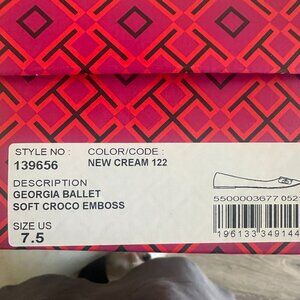 STYLE NO : COLOR/CODE :
139656 NEW CREAM 122
DESCRIPTION
GEORGIA BALLET
SOFT CROCO EMBOSS
5500003677 052
SIZE US
7.5
196133 349144